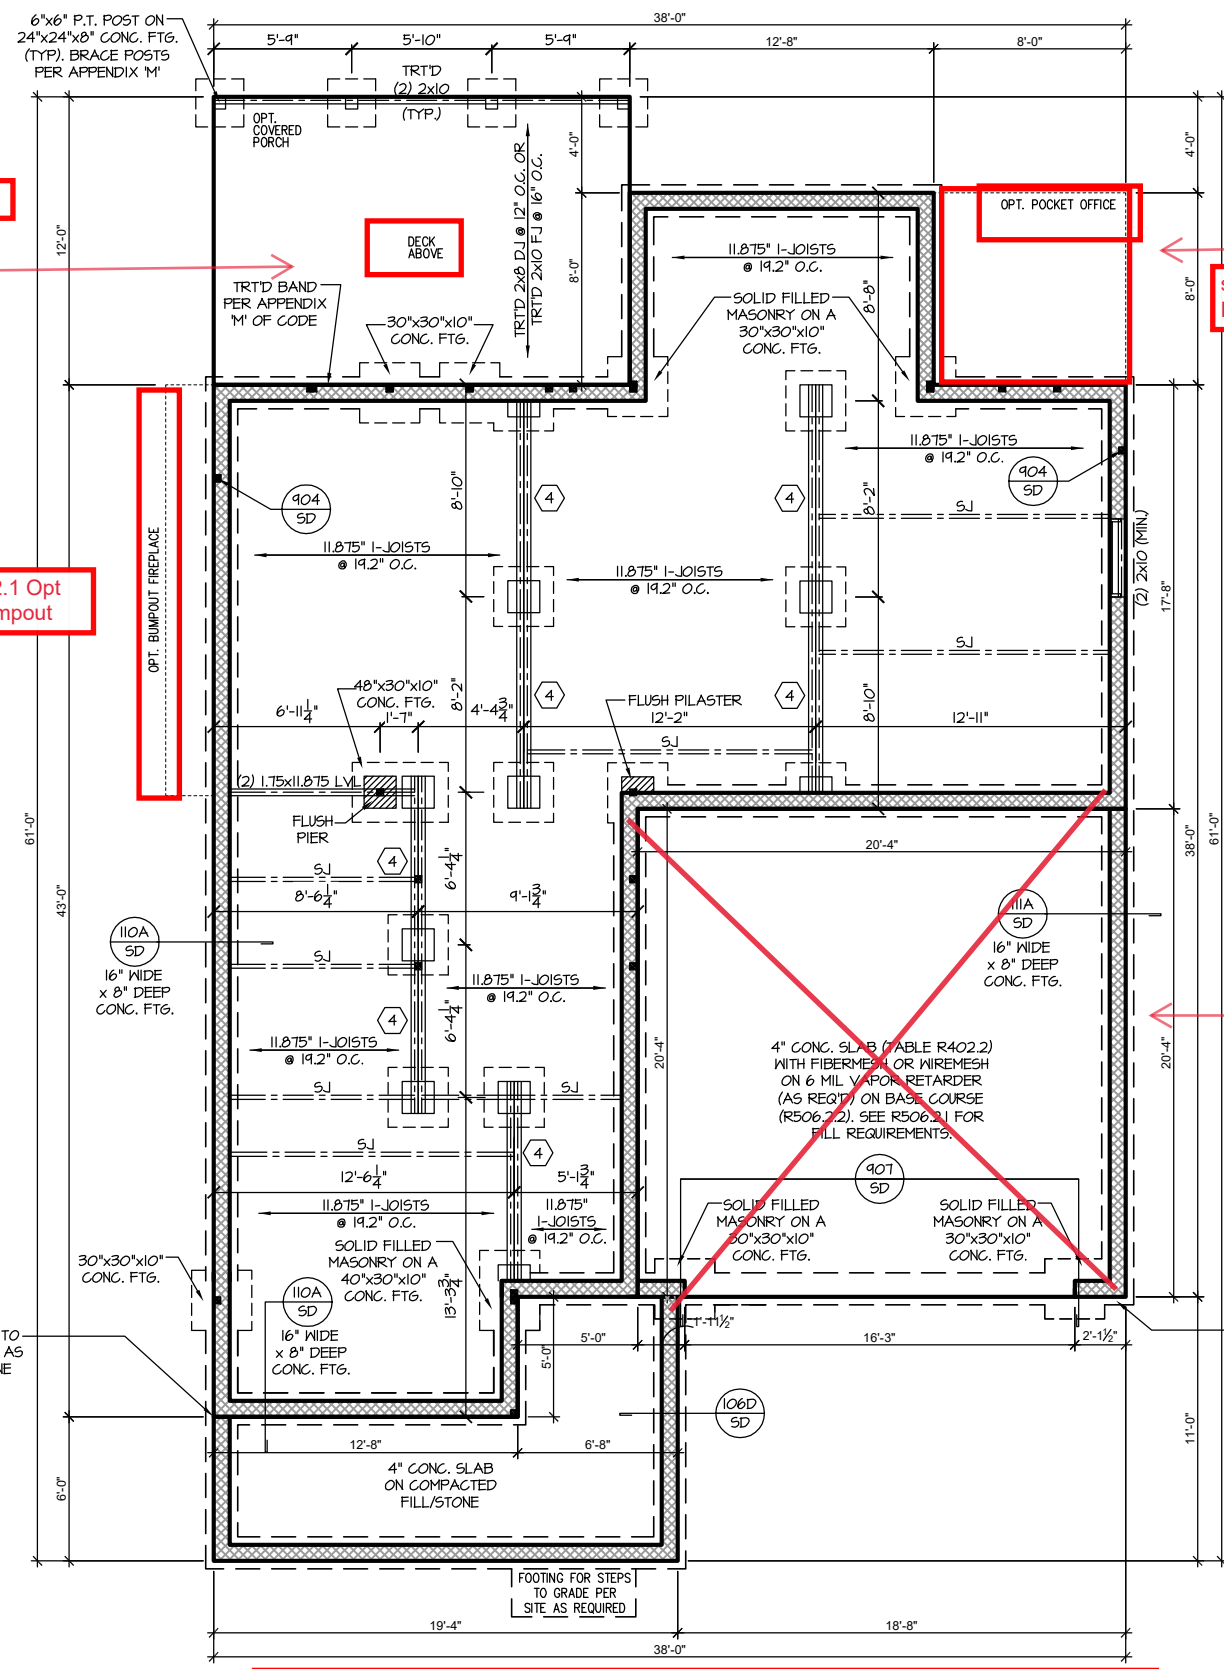 6"x6" P.T. POST ON
24"x24"x8" CONC. FTG.
(TYP). BRACE POSTS
PER APPENDIX 'M'
38'-0"
5'-9"
5'-10"
5'-9"
12'-8"
8'-0"
TRT'D
(2) 2x10
(TYP.)
OPT.
COVERED
PORCH
4'-0"
4'-0"
12'-0"
DECK
ABOVE
TRT'D 2x8 DJ @ 12" O.C. OR
TRT'D 2x10 FJ @ 16" O.C.
8'-0"
OPT. POCKET OFFICE
8'-0"
11.875" I-JOISTS
@ 19.2" O.C.
8'-8"
TRT'D BAND
PER APPENDIX
'M' OF CODE
30"x30"x10"
CONC. FTG.
SOLID FILLED
MASONRY ON A
30"x30"x10"
CONC. FTG.
11.875" I-JOISTS
@ 19.2" O.C.
904
SD
904
SD
8'-10"
4
4
8'-2"
SJ
(2) 2x10 (MIN.)
11.875" I-JOISTS
@ 19.2" O.C.
11.875" I-JOISTS
@ 19.2" O.C.
17'-8"
2.1 Opt
OPT. BUMPOUT FIREPLACE
SJ
48"x30"x10"
CONC. FTG.
8'-2"
4
4
FLUSH PILASTER
8'-10"
6'-11 1/4"
1'-7"
4'-4 3/4"
12'-2"
12'-11"
SJ
(2) 1.75x11.875 LVL
FLUSH
PIER
61'-0"
43'-0"
38'-0"
61'-0"
20'-4"
4
6'-4 1/4"
SJ
8'-6 1/4"
9'-1 3/4"
110A
SD
16" WIDE
x 8" DEEP
CONC. FTG.
111A
SD
16" WIDE
x 8" DEEP
CONC. FTG.
SJ
11.875" I-JOISTS
@ 19.2" O.C.
4
6'-4 1/4"
11.875" I-JOISTS
@ 19.2" O.C.
20'-4"
4" CONC. SLAB (TABLE R402.2)
WITH FIBERMESH OR WIREMESH
ON 6 MIL VAPOR RETARDER
(AS REQ'D) ON BASE COURSE
(R506.2.2). SEE R506.2.1 FOR
FILL REQUIREMENTS.
20'-4"
SJ
SJ
SJ
4
12'-6 1/4"
5'-1 3/4"
907
SD
11.875" I-JOISTS
@ 19.2" O.C.
11.875"
I-JOISTS
@ 19.2" O.C.
SOLID FILLED
MASONRY ON A
30"x30"x10"
CONC. FTG.
SOLID FILLED
MASONRY ON A
30"x30"x10"
CONC. FTG.
30"x30"x10"
CONC. FTG.
SOLID FILLED
MASONRY ON A
40"x30"x10"
CONC. FTG.
13'-3 3/4"
110A
SD
16" WIDE
x 8" DEEP
CONC. FTG.
TO
AS
1'-11 1/2"
5'-0"
16'-3"
2'-1 1/2"
5'-0"
106D
SD
12'-8"
6'-8"
11'-0"
4" CONC. SLAB
ON COMPACTED
FILL/STONE
6'-0"
FOOTING FOR STEPS
TO GRADE PER
SITE AS REQUIRED
19'-4"
18'-8"
38'-0"